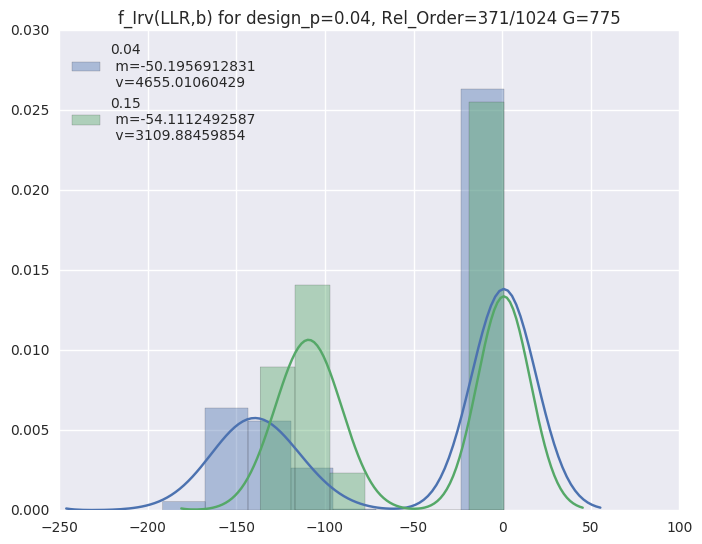 f_Irv(LLR,b) for design_p=0.04, Rel_Order=371/1024 G=775
0.04
m=-50.1956912831
v=4655.01060429
0.15
m=-54.1112492587
v=3109.88459854
0.030
0.025
0.020
0.015
0.010
0.005
0.000
−250 −200 −150 −100 −50 0 50 100